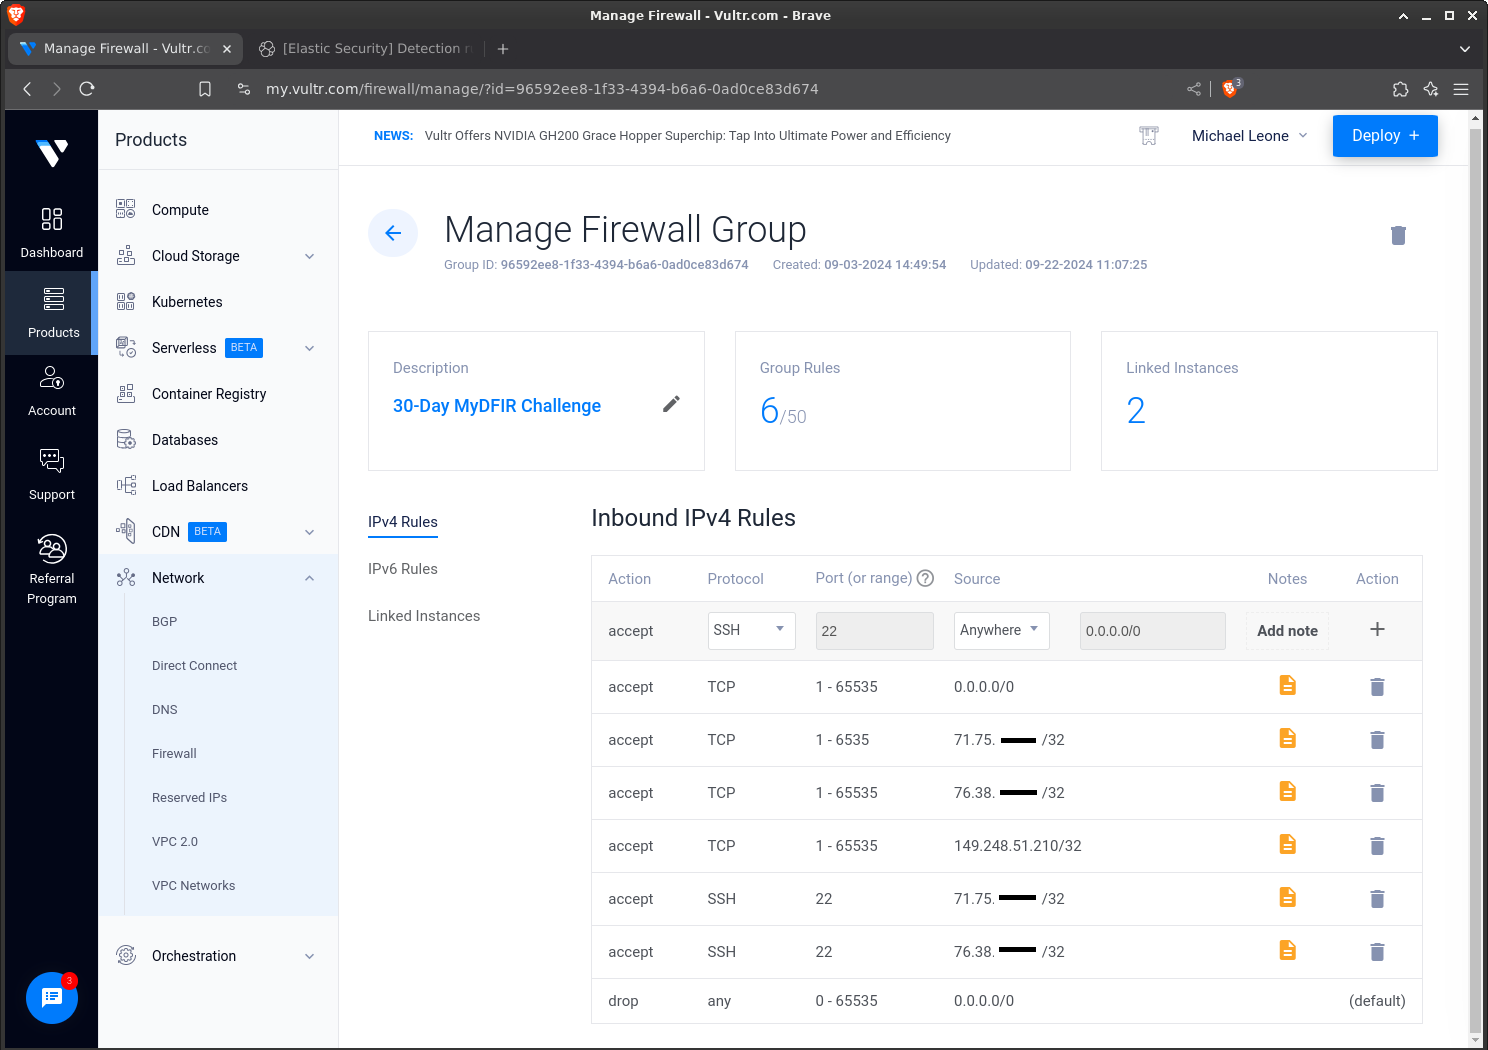 Manage Firewall - Vultr.com - Brave
Manage Firewall - Vultr.co
[Elastic Security] Detection r
my.vultr.com/firewall/manage/?id=96592ee8-1f33-4394-b6a6-0ad0ce83d674
3
Dashboard
Products
Account
Support
Referral
Program
3
Products
Compute
Cloud Storage
Kubernetes
Serverless BETA
Container Registry
Databases
Load Balancers
CDN BETA
Network
BGP
Direct Connect
DNS
Firewall
Reserved IPs
VPC 2.0
VPC Networks
Orchestration
NEWS: Vultr Offers NVIDIA GH200 Grace Hopper Superchip: Tap Into Ultimate Power and Efficiency
Michael Leone
Deploy +
Manage Firewall Group
Group ID: 96592ee8-1f33-4394-b6a6-0ad0ce83d674 Created: 09-03-2024 14:49:54 Updated: 09-22-2024 11:07:25
Description
30-Day MyDFIR Challenge
Group Rules
6/50
Linked Instances
2
IPv4 Rules
IPv6 Rules
Linked Instances
Inbound IPv4 Rules
Action Protocol Port (or range) ? Source Notes Action
accept SSH 22 Anywhere 0.0.0.0/0 Add note +
accept TCP 1 - 65535 0.0.0.0/0
accept TCP 1 - 6535 71.75. /32
accept TCP 1 - 65535 76.38. /32
accept TCP 1 - 65535 149.248.51.210/32
accept SSH 22 71.75. /32
accept SSH 22 76.38. /32
drop any 0 - 65535 0.0.0.0/0 (default)